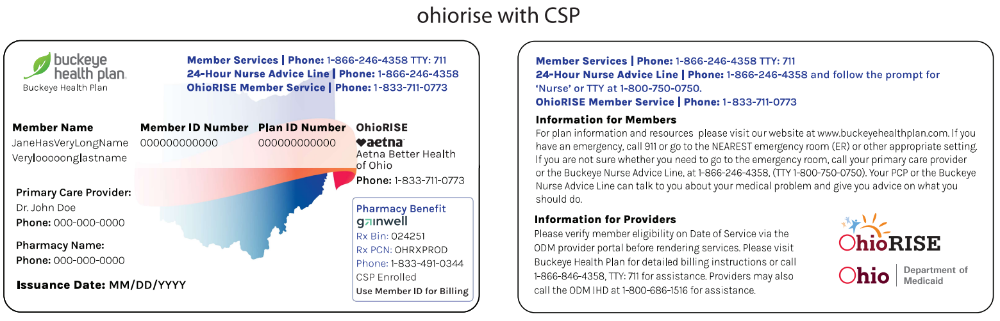 ohiorise with CSP
buckeye
health plan.
Buckeye Health Plan
Member Services | Phone: 1-866-246-4358 TTY: 711
24-Hour Nurse Advice Line | Phone: 1-866-246-4358
OhioRISE Member Service | Phone: 1-833-711-0773
Member Name
JaneHasVeryLongName
Verylooooonglastname
Member ID Number
000000000000
Plan ID Number
000000000000
OhioRISE
aetna
Aetna Better Health
of Ohio
Phone: 1-833-711-0773
Primary Care Provider:
Dr. John Doe
Phone: 000-000-0000
Pharmacy Name:
Phone: 000-000-0000
Issuance Date: MM/DD/YYYY
Pharmacy Benefit
gainwell
Rx Bin: 024251
Rx PCN: OHRXPROD
Phone: 1-833-491-0344
CSP Enrolled
Use Member ID for Billing
Member Services | Phone: 1-866-246-4358 TTY: 711
24-Hour Nurse Advice Line | Phone: 1-866-246-4358 and follow the prompt for
‘Nurse’ or TTY at 1-800-750-0750.
OhioRISE Member Service | Phone: 1-833-711-0773
Information for Members
For plan information and resources please visit our website at www.buckeyehealthplan.com. If you
have an emergency, call 911 or go to the NEAREST emergency room (ER) or other appropriate setting.
If you are not sure whether you need to go to the emergency room, call your primary care provider
or the Buckeye Nurse Advice Line, at 1-866-246-4358, (TTY 1-800-750-0750). Your PCP or the Buckeye
Nurse Advice Line can talk to you about your medical problem and give you advice on what you
should do.
Information for Providers
Please verify member eligibility on Date of Service via the
ODM provider portal before rendering services. Please visit
Buckeye Health Plan for detailed billing instructions or call
1-866-846-4358, TTY: 711 for assistance. Providers may also
call the ODM IHD at 1-800-686-1516 for assistance.
OhioRISE
Ohio
Department of
Medicaid